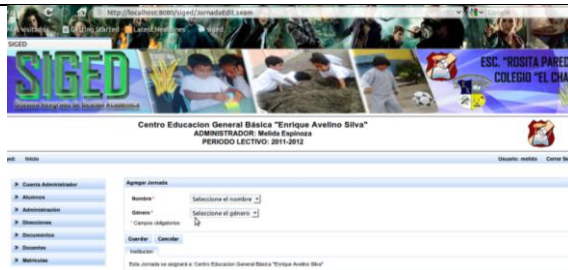 http://localhost:8080/siged/JornadaEdit.seam
Google
Getting Started Latest Headlines siged
SIGED
SIGED
ESC. "ROSITA PARED
COLEGIO "EL CHA
Centro Educacion General Básica "Enrique Avelino Silva"
ADMINISTRADOR: Melida Espinoza
PERIODO LECTIVO: 2011-2012
Inicio Usuario: melida Cerrar Se
Cuenta Administrador
Alumnos
Administración
Direcciones
Documentos
Docentes
Matriculas
Agregar Jornada
Nombre* Seleccione el nombre
Género* Seleccione el género
* Campos obligatorios
Guardar Cancelar
Institucion
Esta Jornada se asignará a: Centro Educacion General Básica "Enrique Avelino Silva"